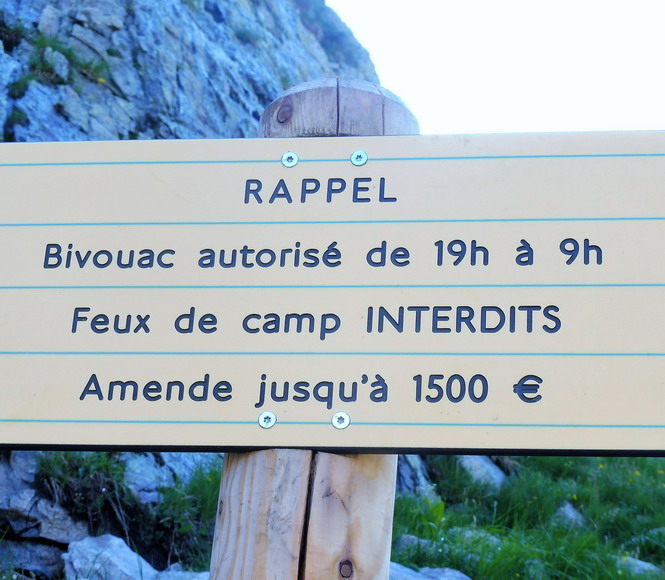 RAPPEL
Bivouac autorisé de 19h à 9h
Feux de camp INTERDITS
Amende jusqu'à 1500 €